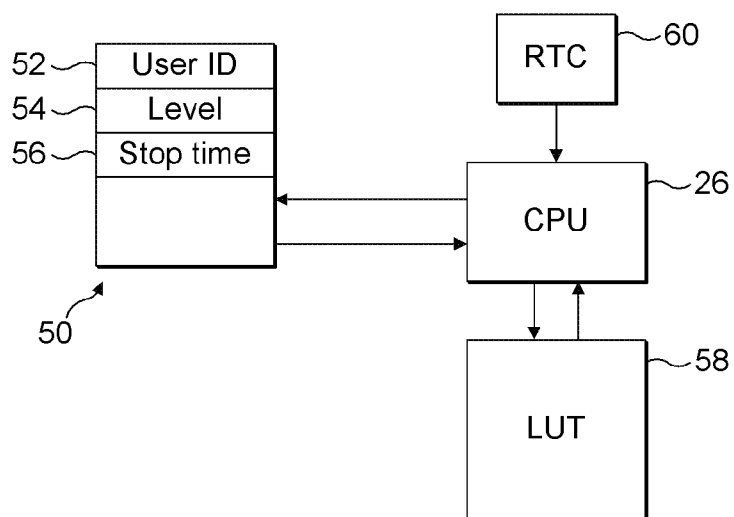 52
User ID
54
Level
56
Stop time
50
RTC
60
CPU
26
LUT
58